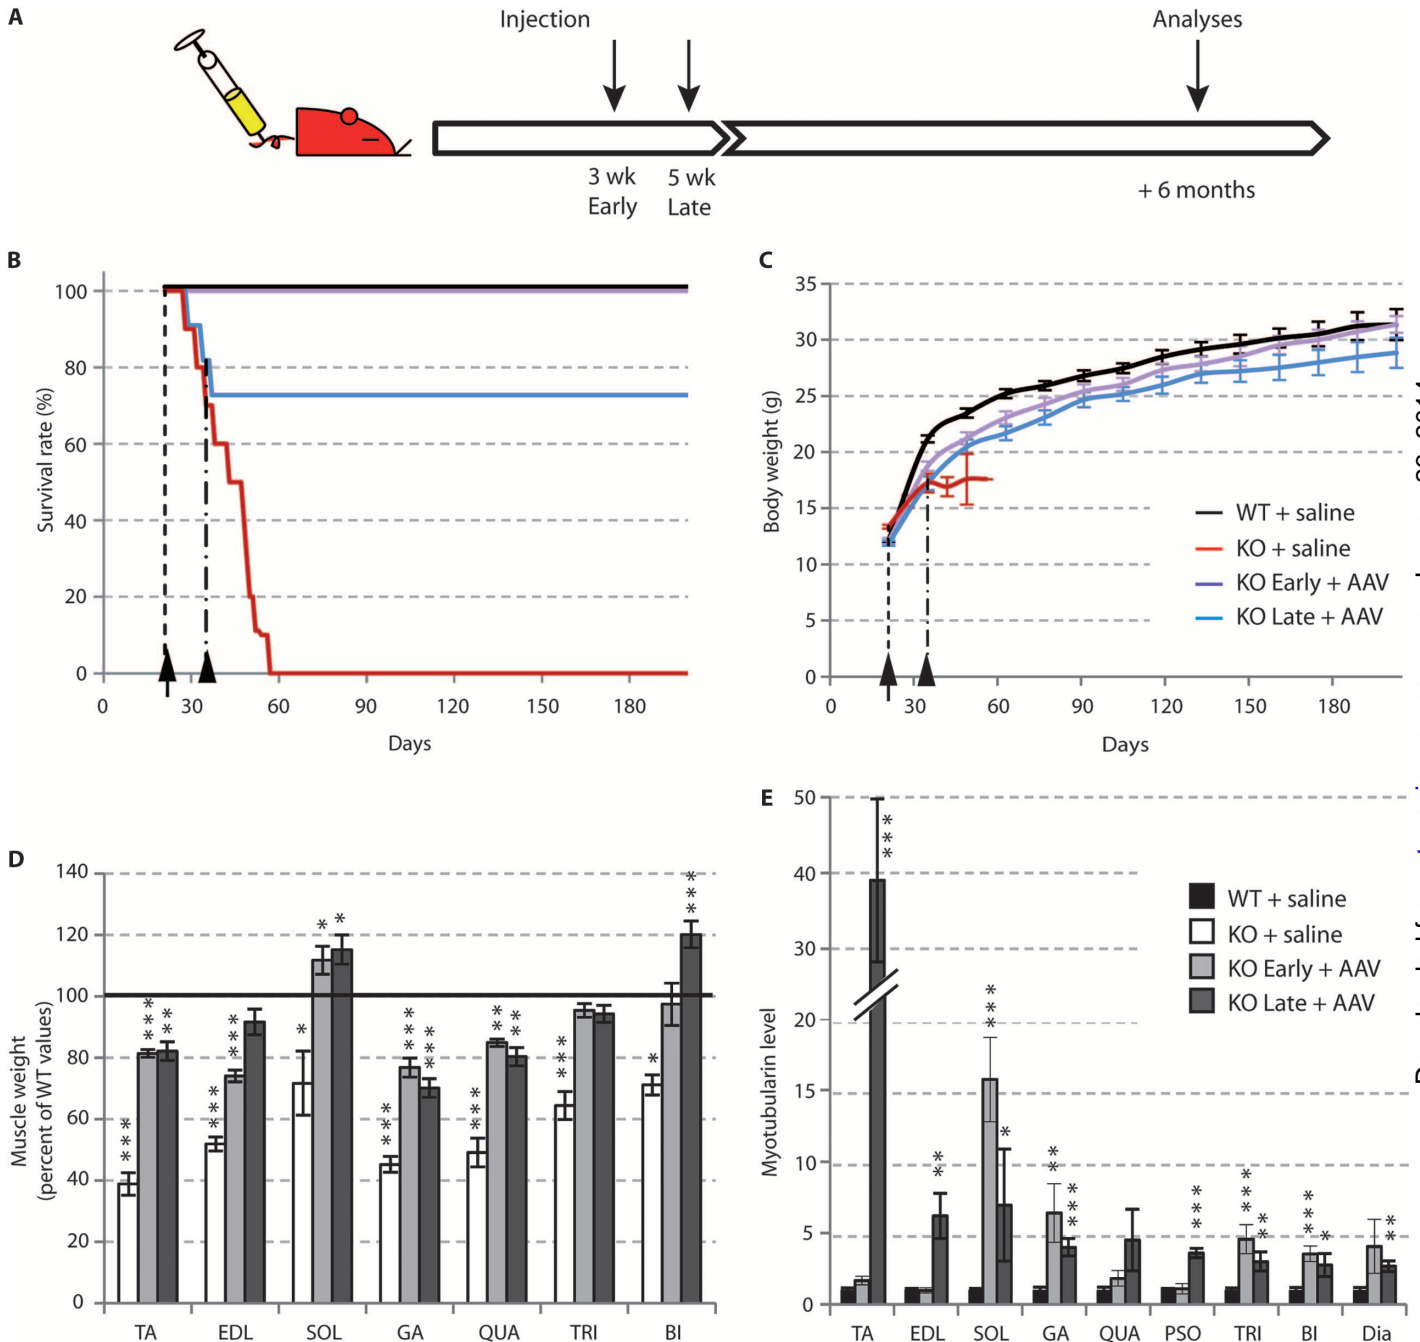 A
Injection
Analyses
3 wk
Early
5 wk
Late
+ 6 months
B
Survival rate (%)
100
80
60
40
20
0
0 30 60 90 120 150 180
Days
C
Body weight (g)
35
30
25
20
15
10
5
0
0 30 60 90 120 150 180
Days
WT + saline
KO + saline
KO Early + AAV
KO Late + AAV
D
Muscle weight
(percent of WT values)
140
120
100
80
60
40
20
0
*** *** **
*** ***
* * *
*** *** ***
*** ** **
***
* ***
TA EDL SOL GA QUA TRI BI
E
Myotubularin level
50
40
30
20
15
10
5
0
***
**
*** *
** ***
***
*** **
*** *
**
WT + saline
KO + saline
KO Early + AAV
KO Late + AAV
TA EDL SOL GA QUA PSO TRI BI Dia